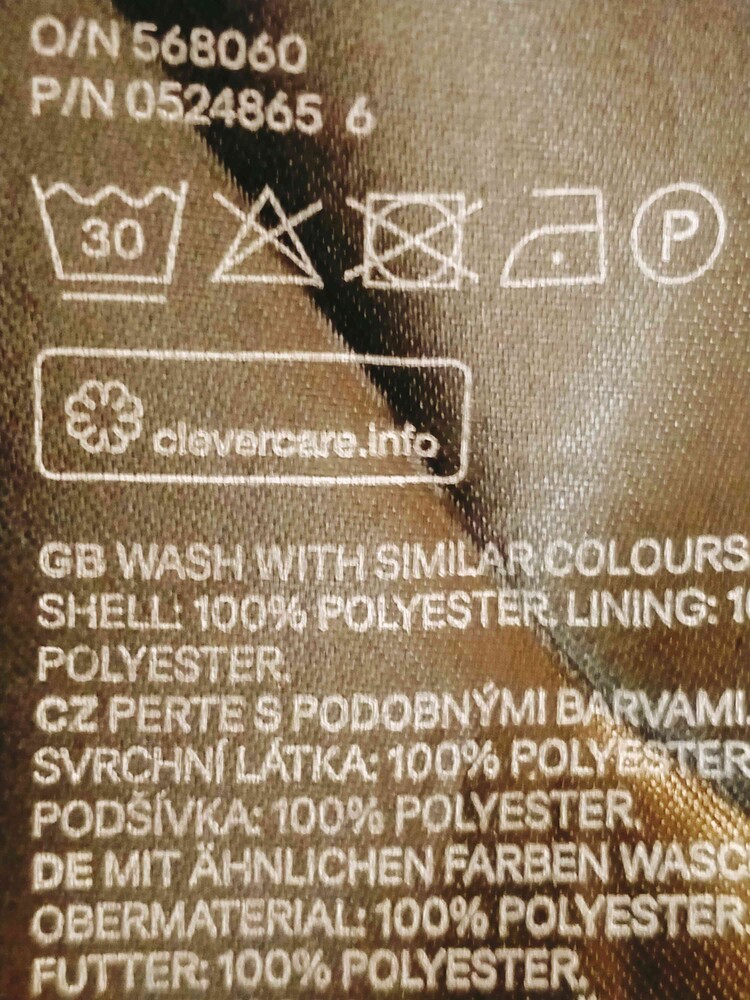 O/N 568060
P/N 0524865 6
30 P
clevercare.info
GB WASH WITH SIMILAR COLOURS
SHELL: 100% POLYESTER. LINING:
POLYESTER.
CZ PERTE S PODOBNÝMI BARVAMI
SVRCHNÍ LÁTKA: 100% POLYESTER
PODŠÍVKA: 100% POLYESTER.
DE MIT ÄHNLICHEN FARBEN WASC
OBERMATERIAL: 100% POLYESTER
FUTTER: 100% POLYESTER.